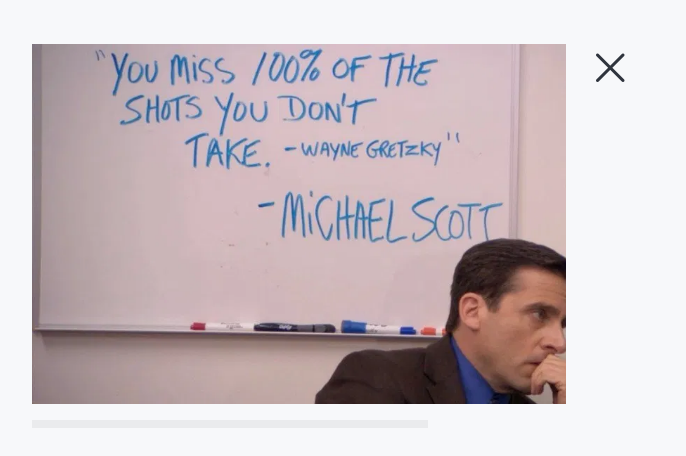 "YOU MISS 100% OF THE
SHOTS YOU DON'T
TAKE. - WAYNE GRETZKY"
- MICHAEL SCOTT